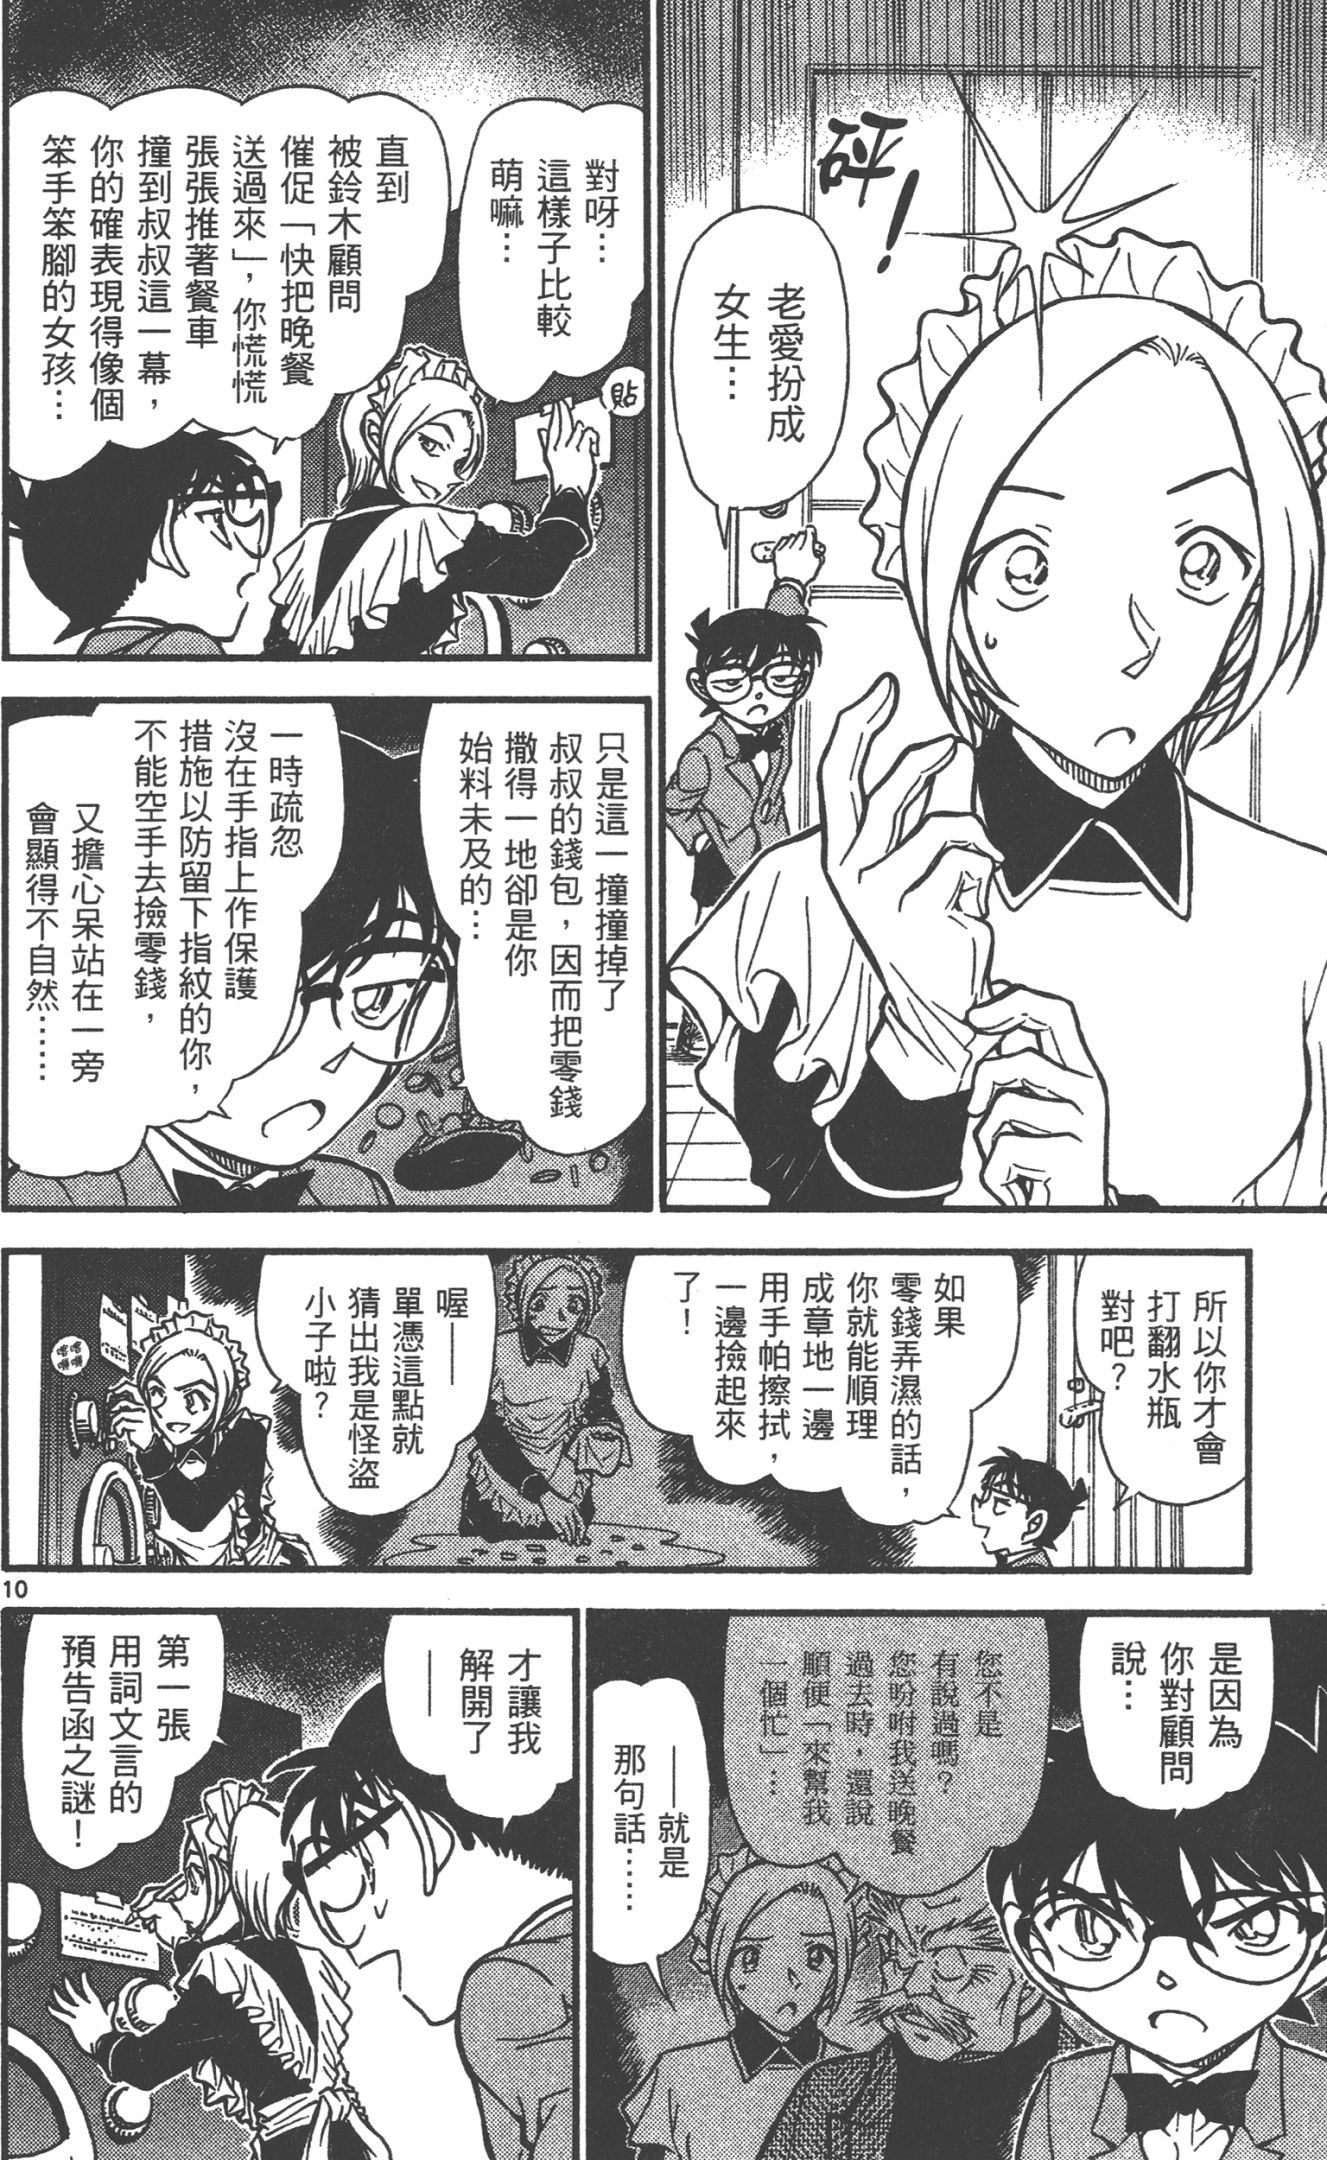 砰！
老愛扮成
女生…
對呀…
這樣子比較
萌嘛…
貼
直到
被鈴木顧問
催促「快把晚餐
送過來」，你慌慌
張張推著餐車
撞到叔叔這一幕，
你的確表現得像個
笨手笨腳的女孩…
只是這一撞撞掉了
叔叔的錢包，因而把零錢
撒得一地卻是你
始料未及的…
一時疏忽
沒在手指上作保護
措施以防留下指紋的你，
不能空手去撿零錢，
又擔心呆站在一旁
會顯得不自然……
所以你才會
打翻水瓶
對吧？
如果
零錢弄濕的話，
你就能順理
成章地一邊
用手帕擦拭，
一邊撿起來
了！
喔——
單憑這點就
猜出我是怪盜
小子啦？
喀噠
喀噠
10
是因為
你對顧問
說…
您不是
有說過嗎？
您吩咐我送晚餐
過去時，還說
順便「來幫我
一個忙」…
——就是
那句話……
才讓我
解開了
——
第一張
用詞文言的
預告函之謎！